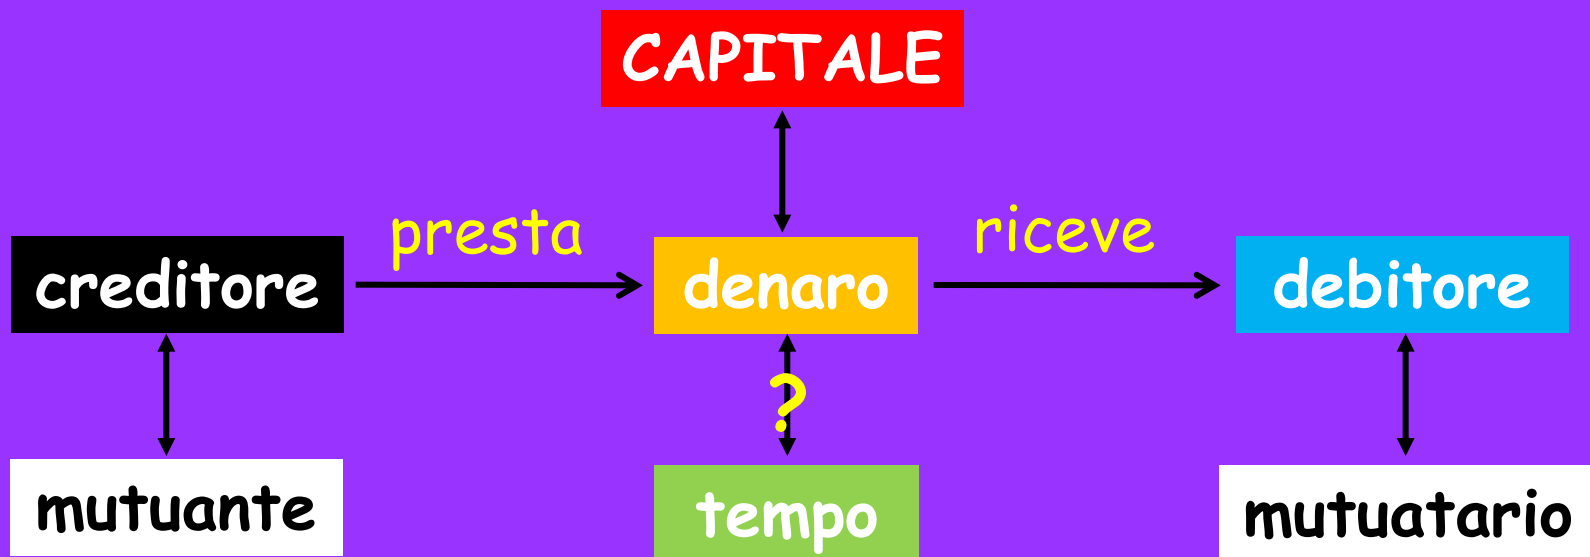 CAPITALE
presta
riceve
creditore
denaro
debitore
?
mutuante
tempo
mutuatario